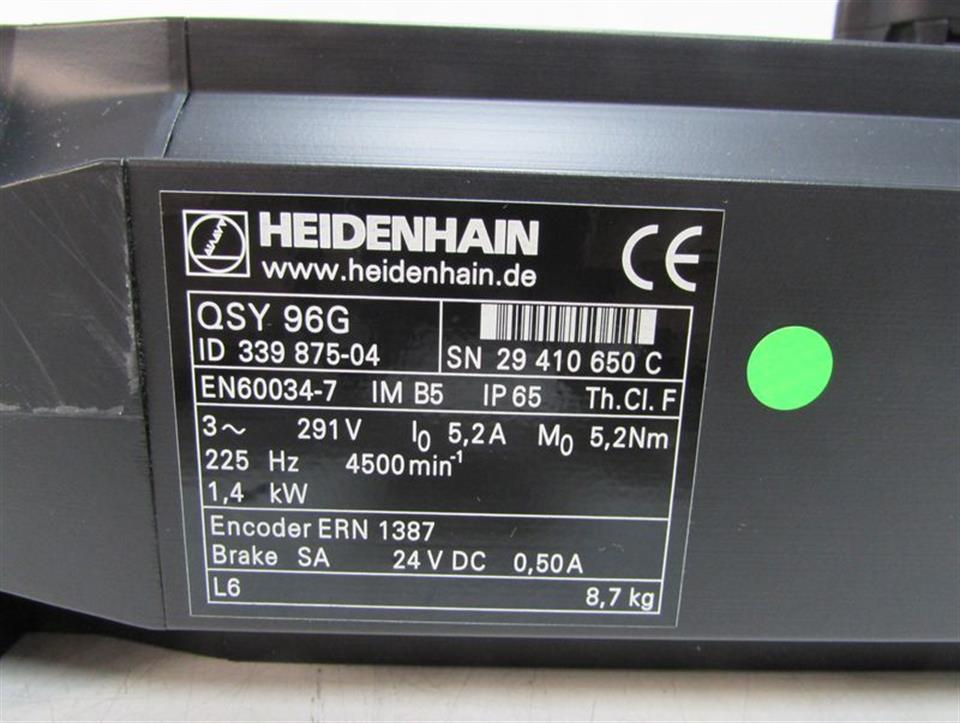 HEIDENHAIN
www.heidenhain.de
CE
QSY 96G
ID 339 875-04
SN 29 410 650 C
EN60034-7 IM B5 IP 65 Th.Cl. F
3~ 291V I0 5,2A M0 5,2Nm
225 Hz 4500min-1
1,4 kW
Encoder ERN 1387
Brake SA 24 V DC 0,50A
L6 8,7 kg